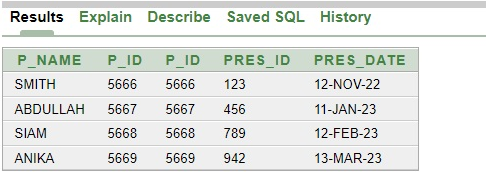 Results Explain Describe Saved SQL History
P_NAME P_ID P_ID PRES_ID PRES_DATE
SMITH 5666 5666 123 12-NOV-22
ABDULLAH 5667 5667 456 11-JAN-23
SIAM 5668 5668 789 12-FEB-23
ANIKA 5669 5669 942 13-MAR-23